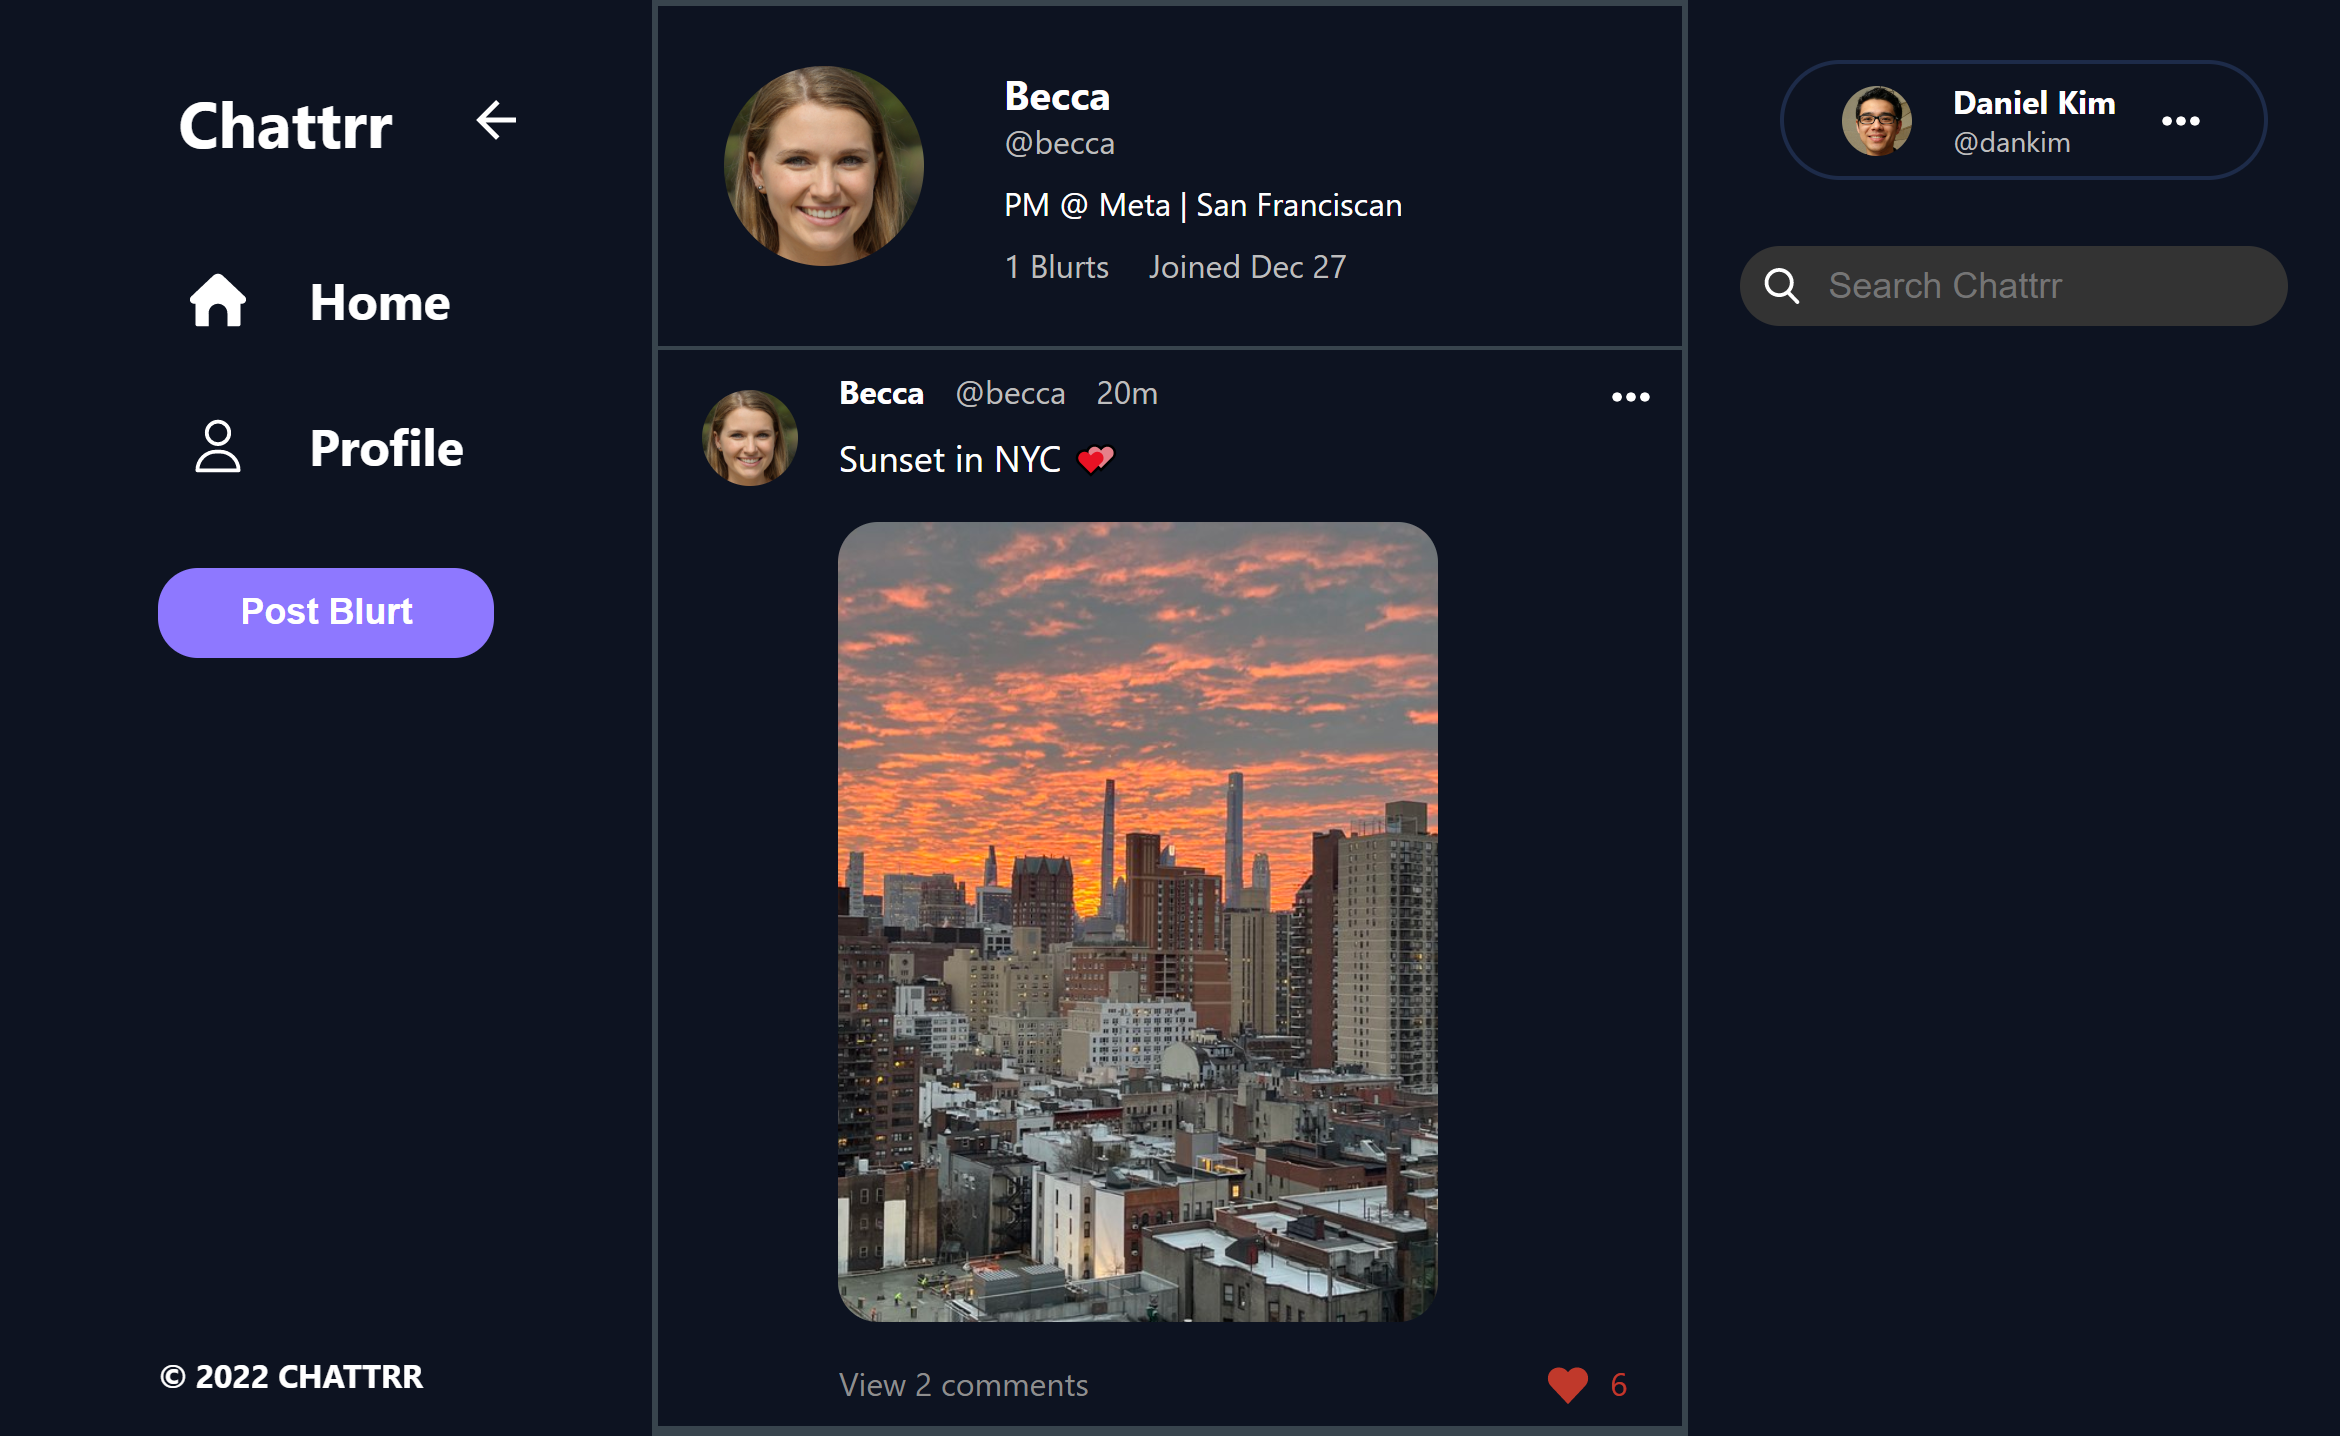 Chattrr
Home
Profile
Post Blurt
© 2022 CHATTRR
Becca
@becca
PM @ Meta | San Franciscan
1 Blurts Joined Dec 27
Becca @becca 20m
Sunset in NYC 💕
View 2 comments
6
Daniel Kim
@dankim
Search Chattrr